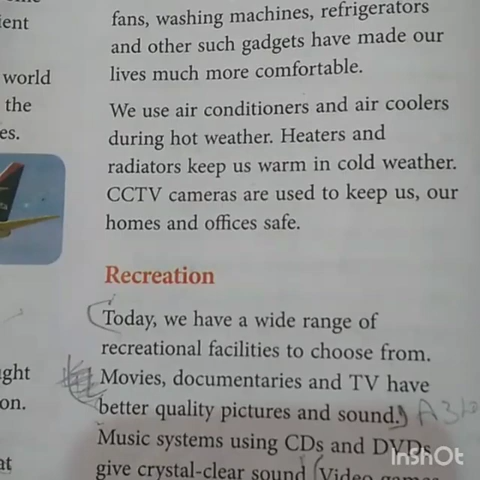 ient
world
the
es.
ght
on.
at
fans, washing machines, refrigerators
and other such gadgets have made our
lives much more comfortable.
We use air conditioners and air coolers
during hot weather. Heaters and
radiators keep us warm in cold weather.
CCTV cameras are used to keep us, our
homes and offices safe.
Recreation
Today, we have a wide range of
recreational facilities to choose from.
Movies, documentaries and TV have
better quality pictures and sound.
Music systems using CDs and DVDs
give crystal-clear sound (Video games
InShOt